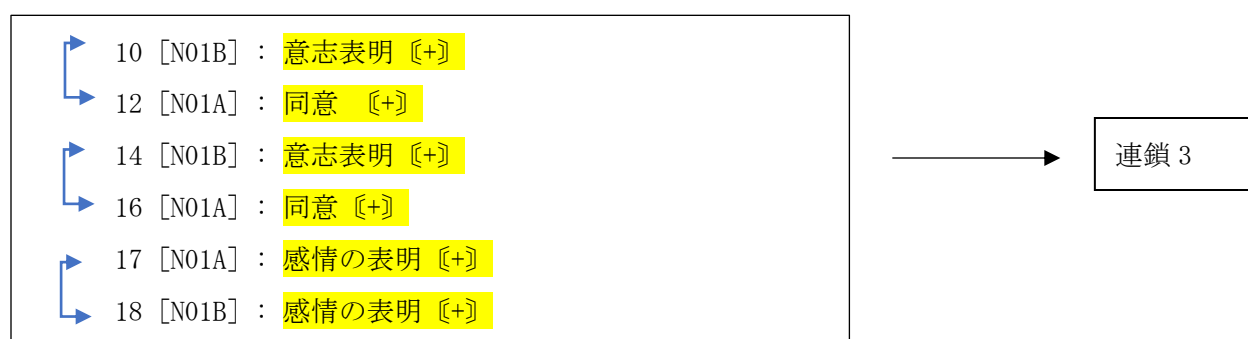 10 [N01B] : 意志表明〔+〕
12 [N01A] : 同意 〔+〕
14 [N01B] : 意志表明〔+〕
16 [N01A] : 同意〔+〕
17 [N01A] : 感情の表明〔+〕
18 [N01B] : 感情の表明〔+〕
連鎖 3